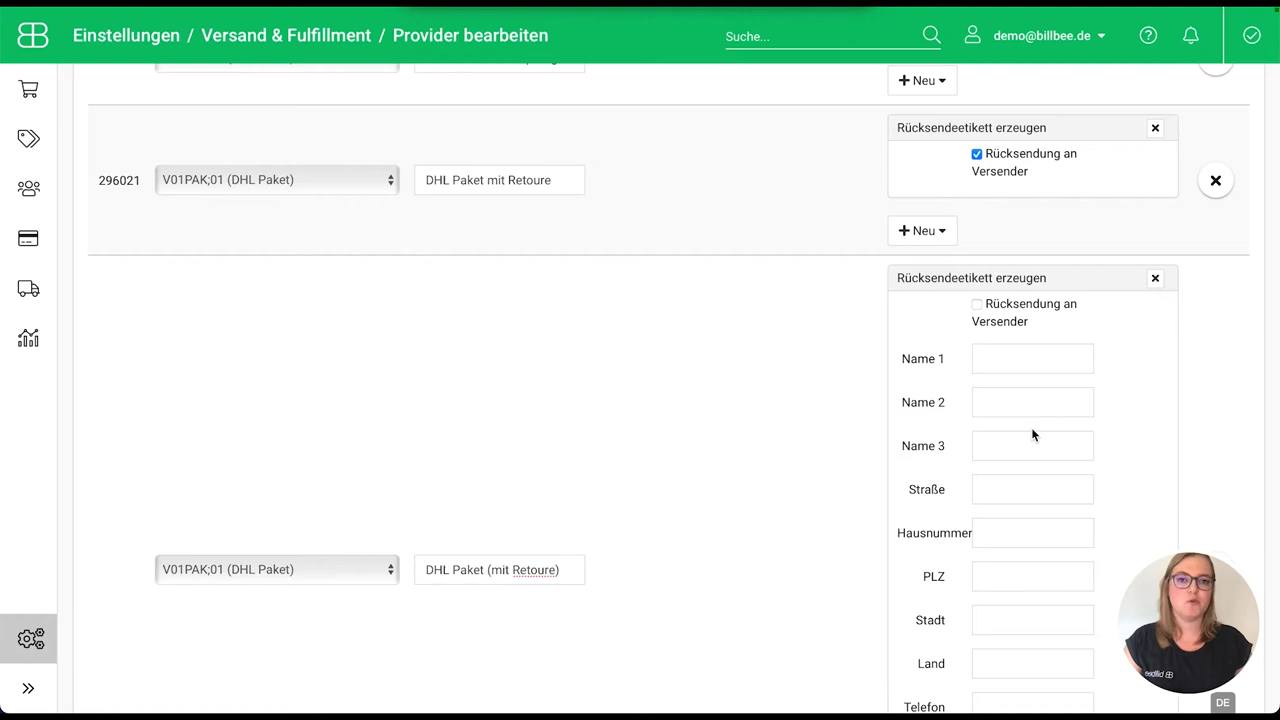 Einstellungen / Versand & Fulfillment / Provider bearbeiten
Suche...
demo@billbee.de
Neu
Rücksendeetikett erzeugen
296021
V01PAK;01 (DHL Paket)
DHL Paket mit Retoure
Rücksendung an
Versender
Neu
Rücksendeetikett erzeugen
Rücksendung an
Versender
Name 1
Name 2
Name 3
Straße
Hausnummer
V01PAK;01 (DHL Paket)
DHL Paket (mit Retoure)
PLZ
Stadt
Land
Telefon
DE